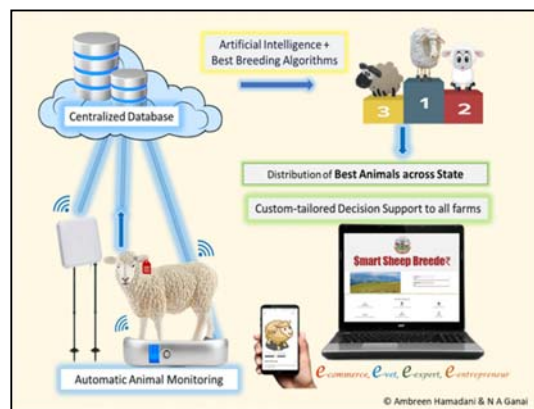 Artificial Intelligence +
Best Breeding Algorithms
Centralized Database
3
1
2
Distribution of Best Animals across State
Custom-tailored Decision Support to all farms
Smart Sheep Breede₹
Automatic Animal Monitoring
e-commerce, e-vet, e-expert, e-entrepreneur
© Ambreen Hamadani & N A Ganai